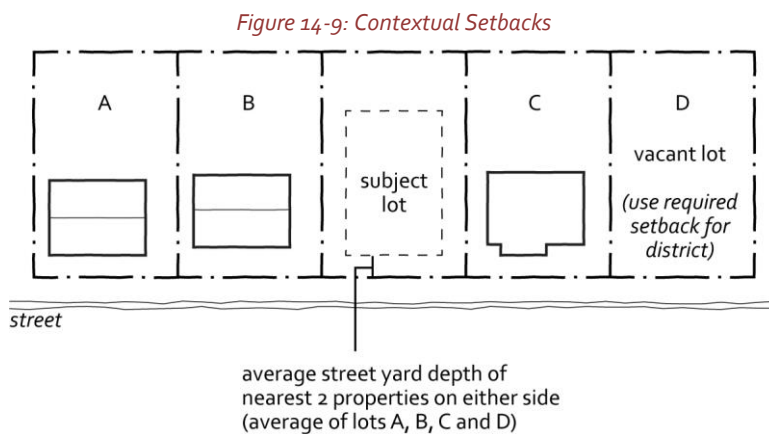 Figure 14-9: Contextual Setbacks
A
B
subject
lot
C
D
vacant lot
(use required
setback for
district)
street
average street yard depth of
nearest 2 properties on either side
(average of lots A, B, C and D)